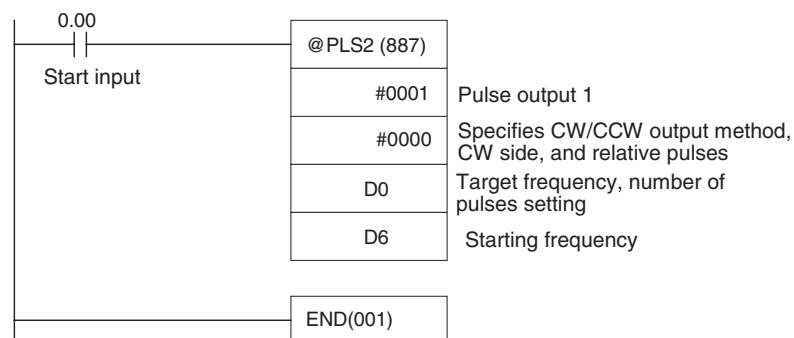 0.00
@PLS2 (887)
Start input
#0001 Pulse output 1
#0000 Specifies CW/CCW output method,
CW side, and relative pulses
D0 Target frequency, number of
pulses setting
D6 Starting frequency
END(001)